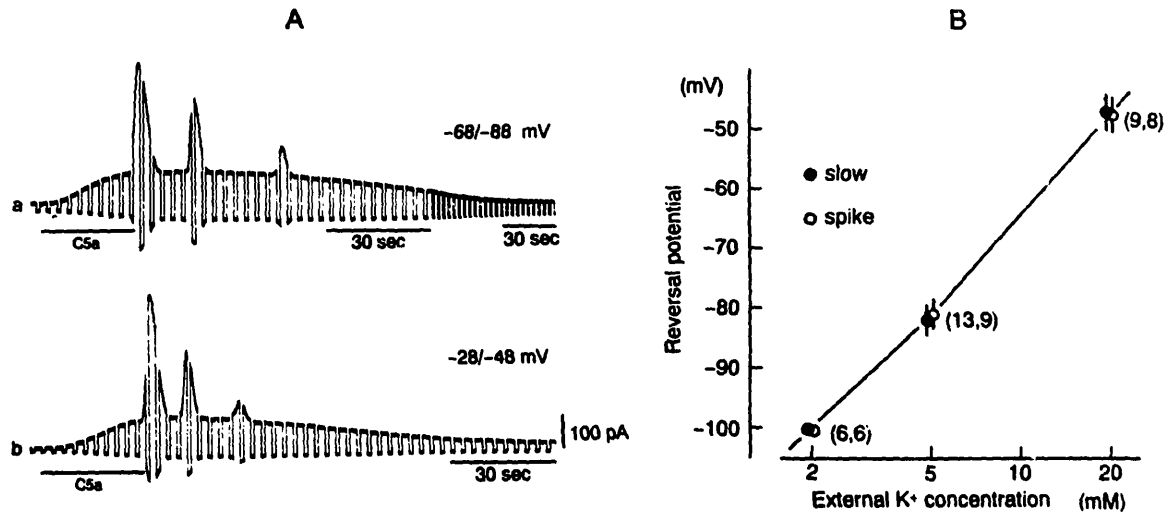 A
-68/-88 mV
a
C5a
30 sec
30 sec
-28/-48 mV
b
C5a
100 pA
30 sec
B
(mV)
Reversal potential
-50
-60
-70
-80
-90
-100
slow
spike
(9,8)
(13,9)
(6,6)
2
5
10
20
External K+ concentration (mM)